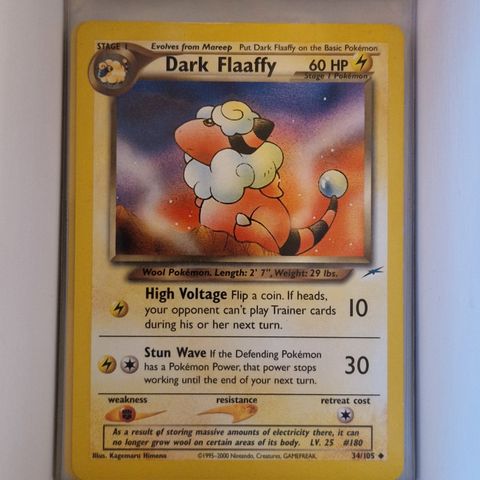 STAGE 1 Evolves from Mareep Put Dark Flaaffy on the Basic Pokémon
Dark Flaaffy 60 HP
Stage 1 Pokémon
Wool Pokémon. Length: 2' 7", Weight: 29 lbs.
High Voltage Flip a coin. If heads,
your opponent can't play Trainer cards
during his or her next turn.
10
Stun Wave If the Defending Pokémon
has a Pokémon Power, that power stops
working until the end of your next turn.
30
weakness resistance retreat cost
As a result of storing massive amounts of electricity there, it can
no longer grow wool on certain areas of its body. LV. 25 #180
Illus. Kagemaru Himeno ©1995-2000 Nintendo, Creatures, GAMEFREAK. 34/105